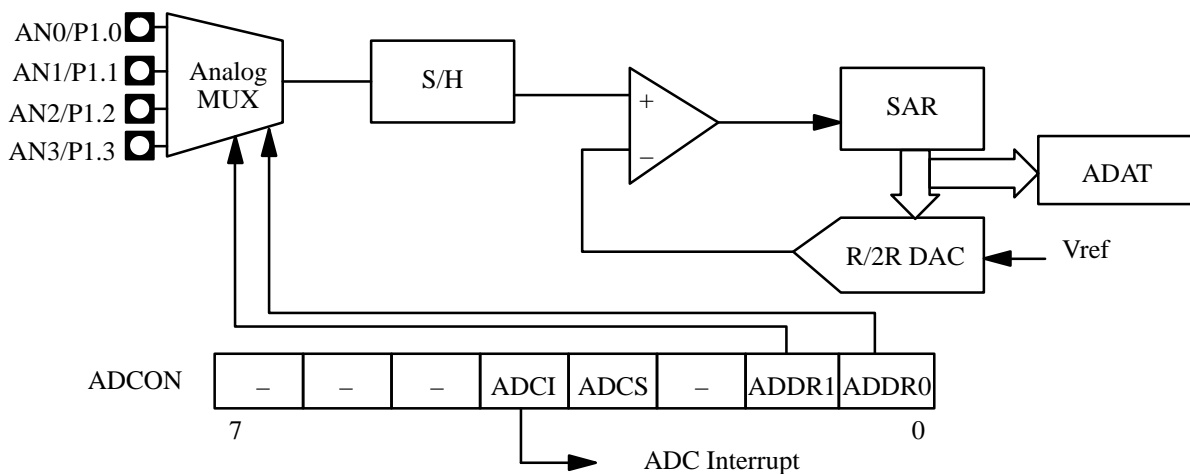 AN0/P1.0
AN1/P1.1
AN2/P1.2
AN3/P1.3
Analog
MUX
S/H
+
–
SAR
ADAT
R/2R DAC
Vref
ADCON
– – – ADCI ADCS – ADDR1 ADDR0
7 0
ADC Interrupt